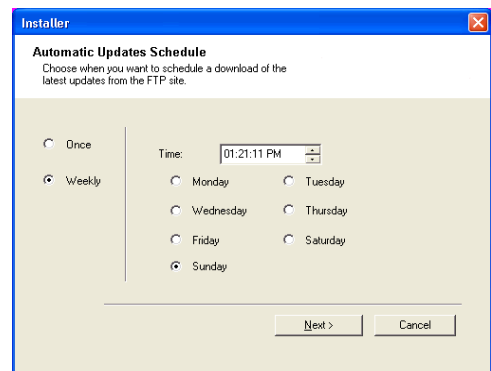 Installer
Automatic Updates Schedule
Choose when you want to schedule a download of the
latest updates from the FTP site.
Once
Time: 01:21:11 PM
Weekly
Monday Tuesday
Wednesday Thursday
Friday Saturday
Sunday
Next > Cancel